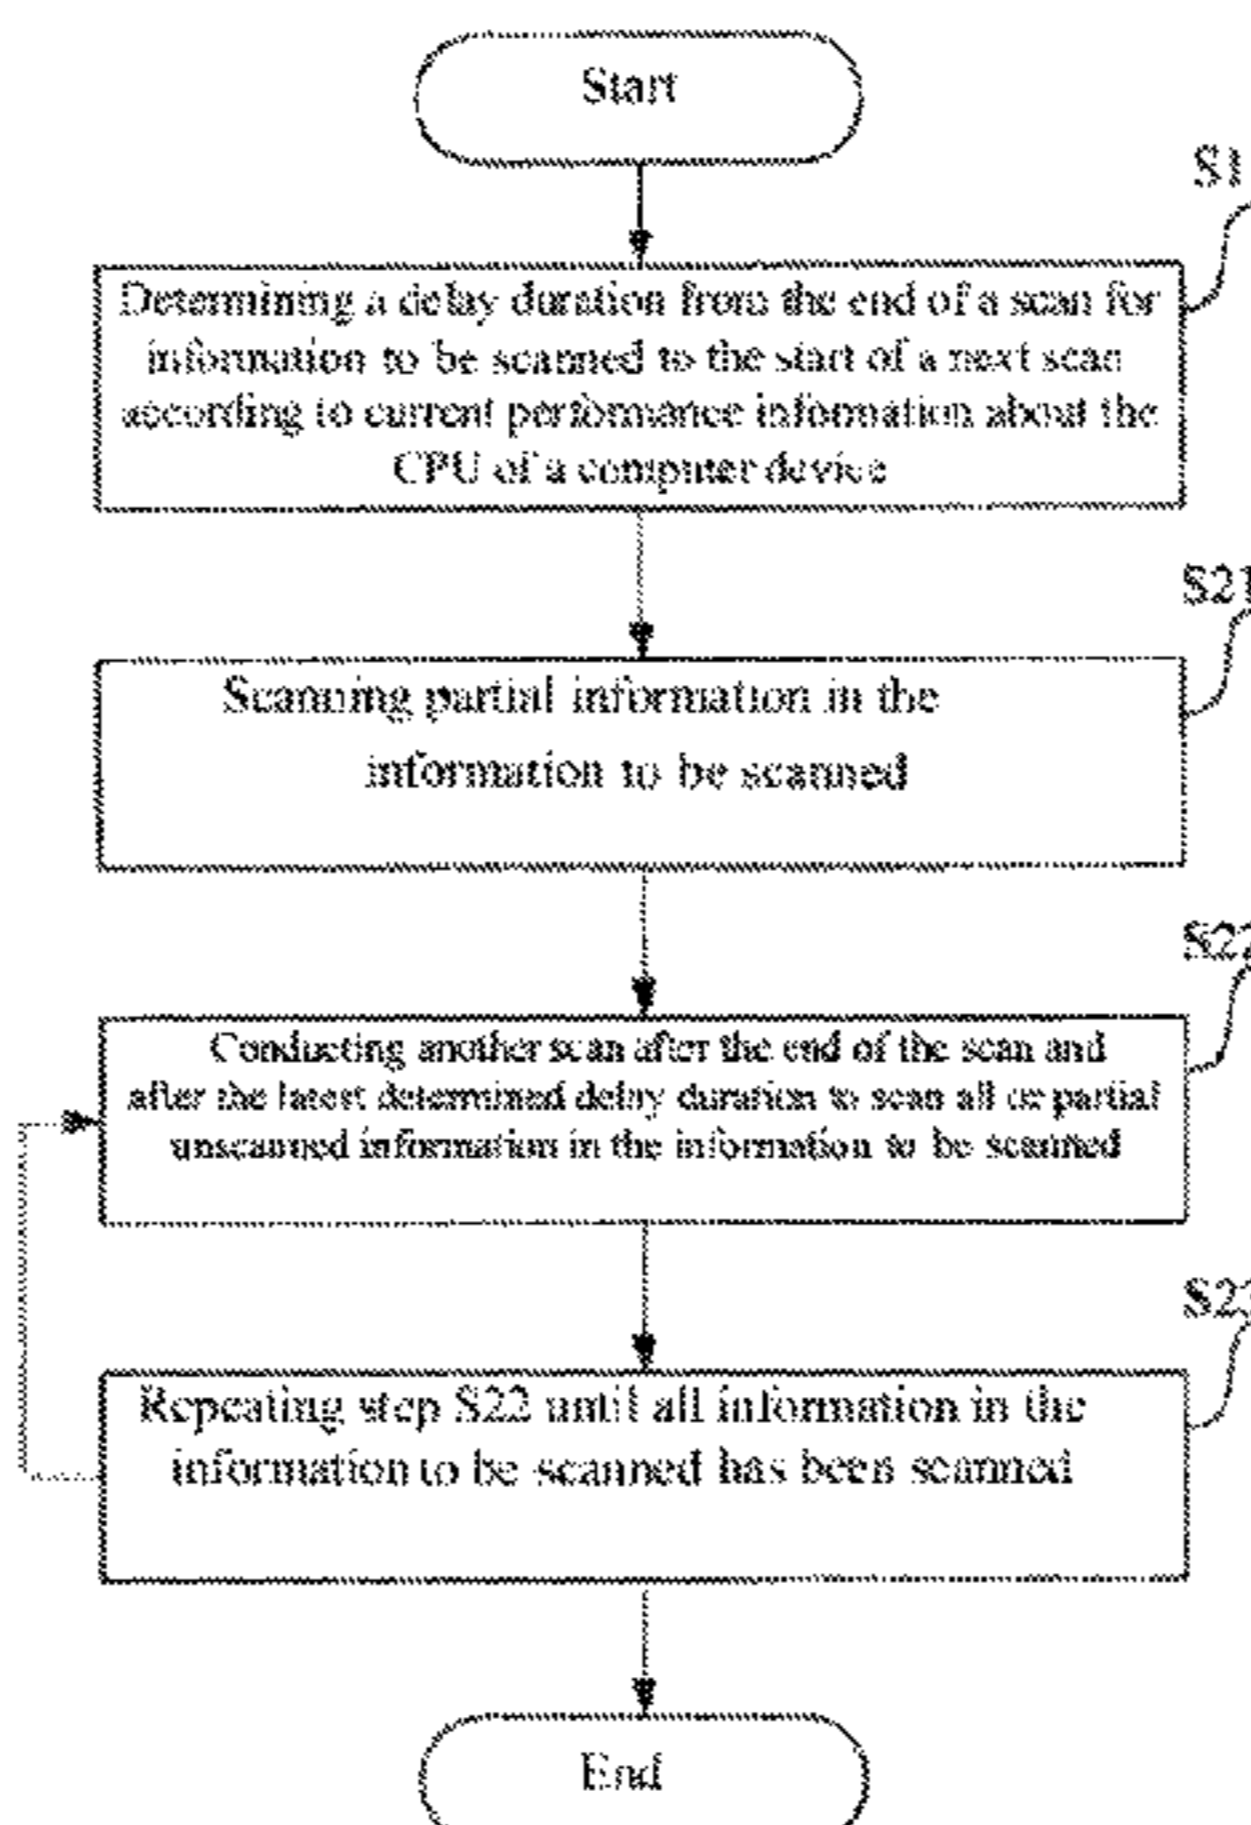 Start
S1
Determining a delay duration from the end of a scan for
information to be scanned to the start of a next scan
according to current performance information about the
CPU of a computer device
S21
Scanning partial information in the
information to be scanned
S22
Conducting another scan after the end of the scan and
after the latest determined delay duration to scan all or partial
unscanned information in the information to be scanned
S23
Repeating step S22 until all information in the
information to be scanned has been scanned
End